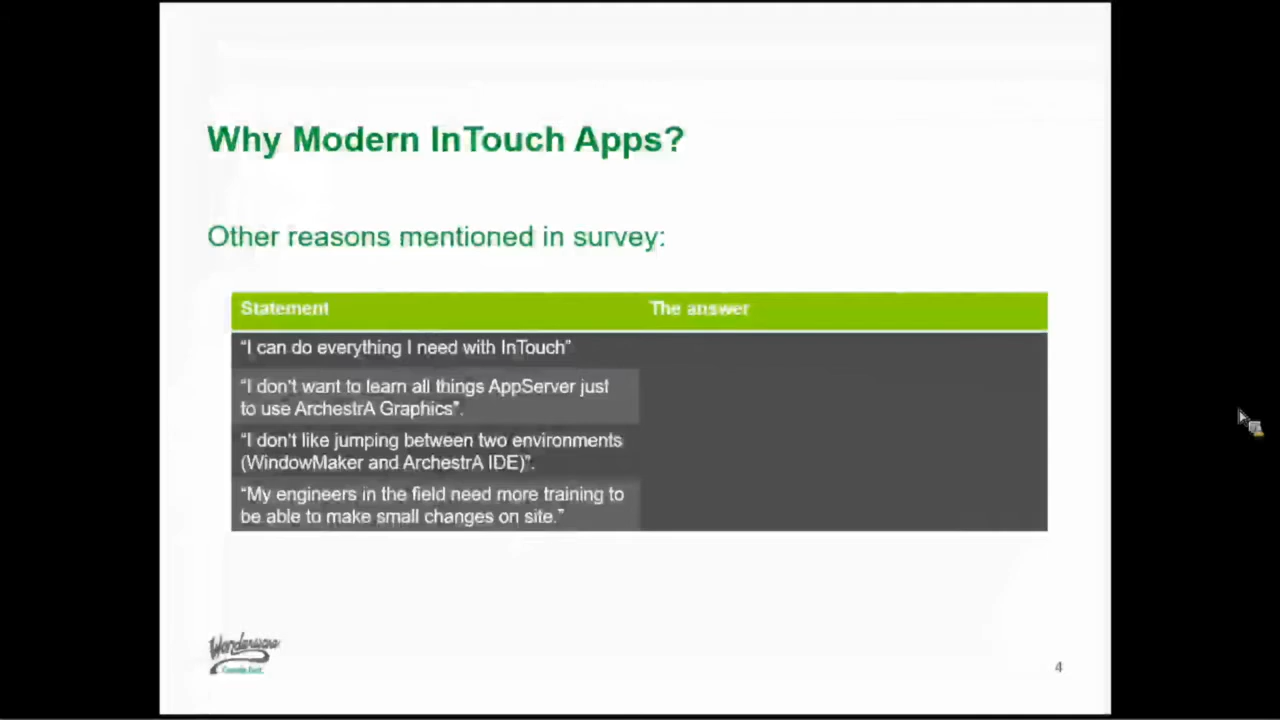 Why Modern InTouch Apps?
Other reasons mentioned in survey:
Statement
The answer
“I can do everything I need with InTouch”
“I don't want to learn all things AppServer just
to use ArchestrA Graphics”.
“I don't like jumping between two environments
(WindowMaker and ArchestrA IDE)”.
“My engineers in the field need more training to
be able to make small changes on site.”
Wonderware
4